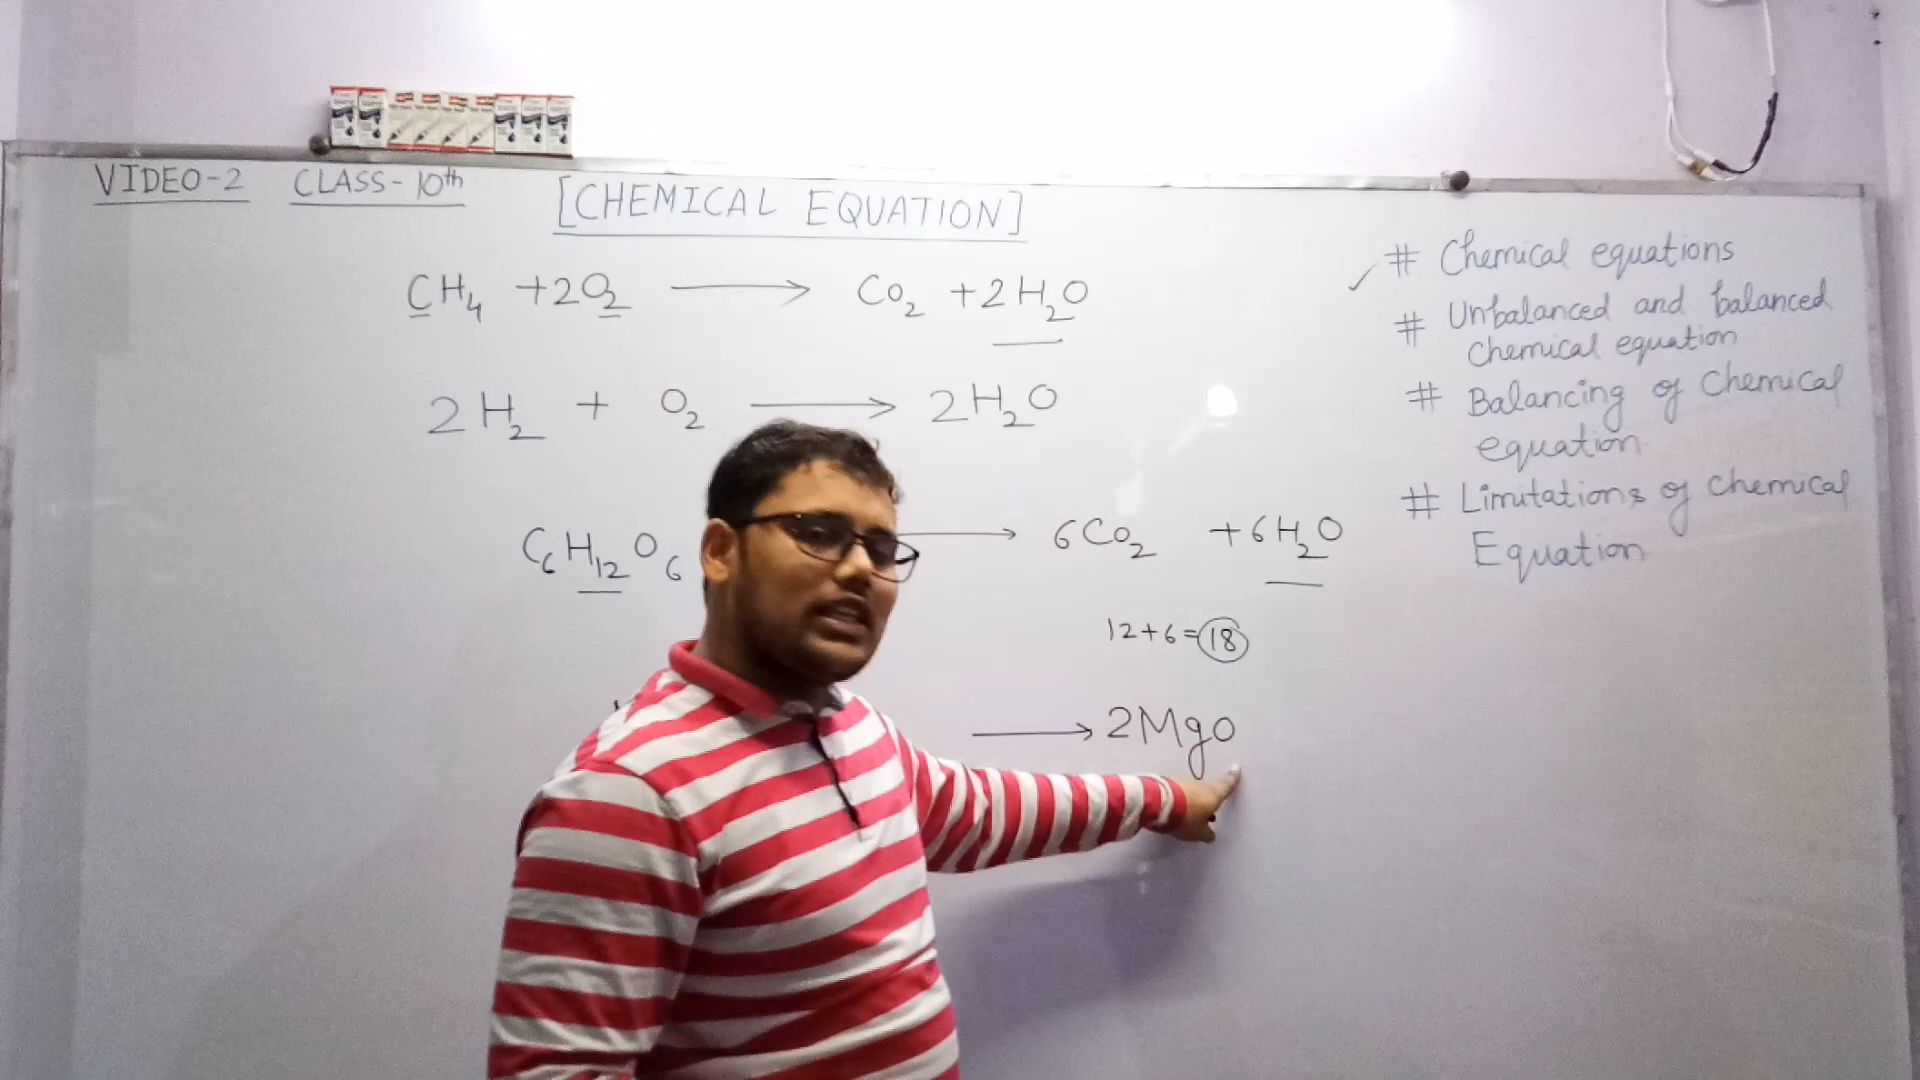 VIDEO-2 CLASS-10th [CHEMICAL EQUATION]
CH₄ +2O₂ ⟶ CO₂ +2H₂O
2H₂ + O₂ ⟶ 2H₂O
C₆H₁₂O₆ ⟶ 6CO₂ +6H₂O
12+6=18
⟶ 2MgO
# Chemical equations
# Unbalanced and balanced
chemical equation
# Balancing of Chemical
equation
# Limitations of chemical
Equation